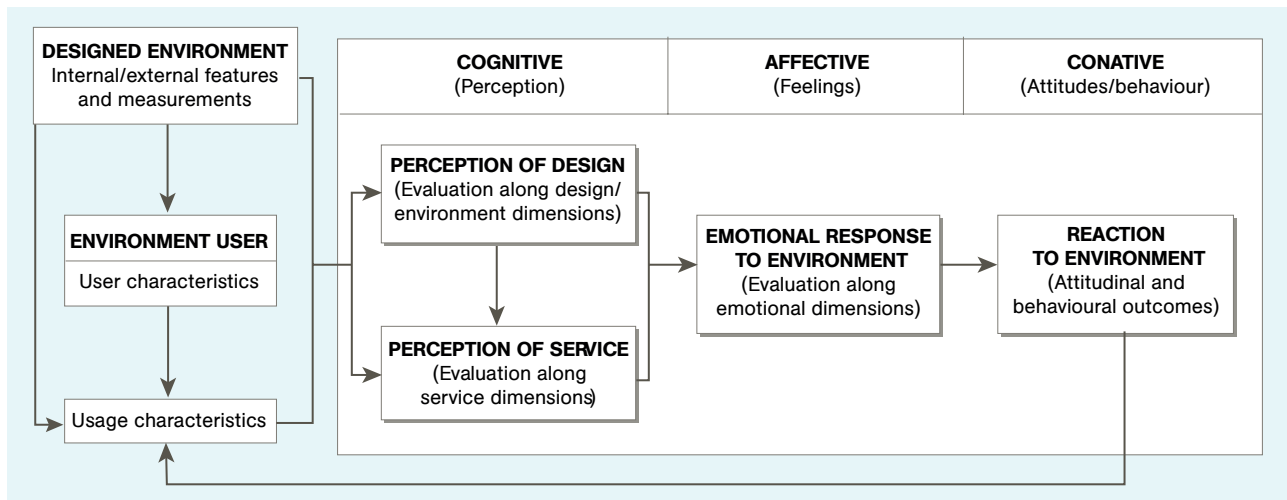 DESIGNED ENVIRONMENT
Internal/external features
and measurements
ENVIRONMENT USER
User characteristics
Usage characteristics
COGNITIVE
(Perception)
AFFECTIVE
(Feelings)
CONATIVE
(Attitudes/behaviour)
PERCEPTION OF DESIGN
(Evaluation along design/
environment dimensions)
PERCEPTION OF SERVICE
(Evaluation along
service dimensions)
EMOTIONAL RESPONSE
TO ENVIRONMENT
(Evaluation along
emotional dimensions)
REACTION
TO ENVIRONMENT
(Attitudinal and
behavioural outcomes)